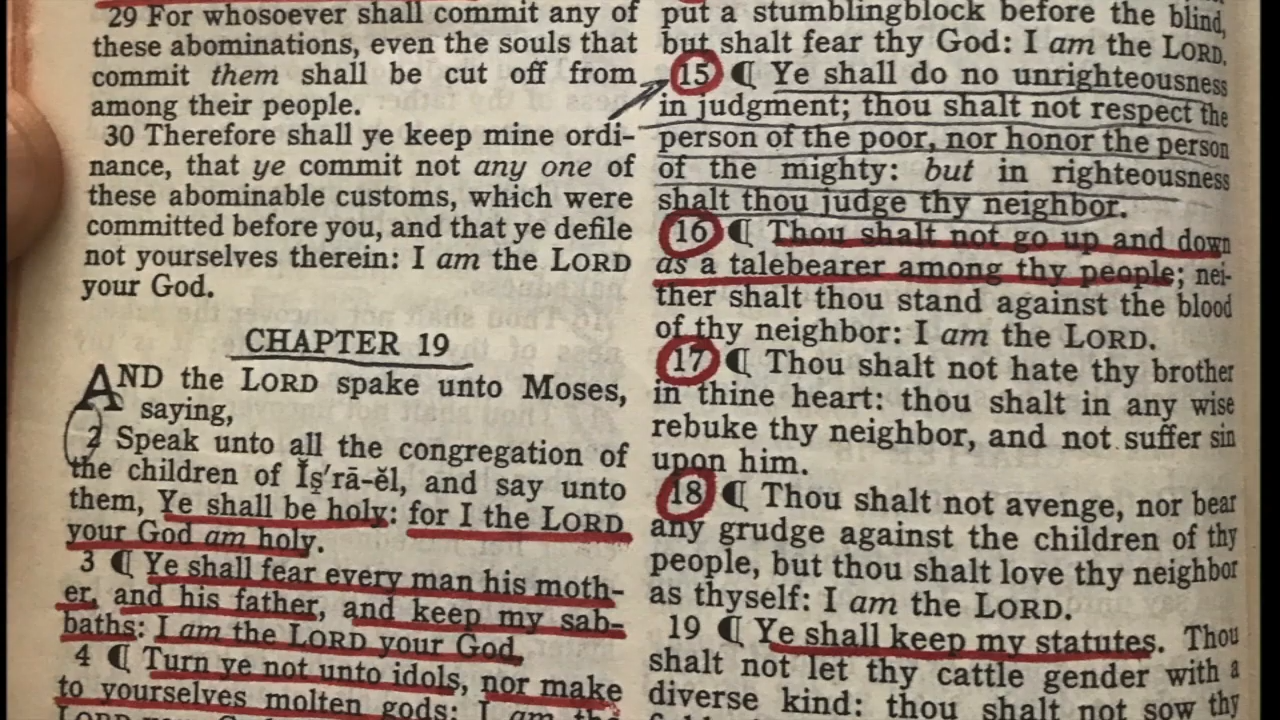 29 For whosoever shall commit any of
these abominations, even the souls that
commit them shall be cut off from
among their people.
30 Therefore shall ye keep mine ordi-
nance, that ye commit not any one of
these abominable customs, which were
committed before you, and that ye defile
not yourselves therein: I am the LORD
your God.
CHAPTER 19
AND the LORD spake unto Moses,
saying,
2 Speak unto all the congregation of
the children of Ĭş′rā-ĕl, and say unto
them, Ye shall be holy: for I the LORD
your God am holy.
3 ¶ Ye shall fear every man his moth-
er, and his father, and keep my sab-
baths: I am the LORD your God.
4 ¶ Turn ye not unto idols, nor make
to yourselves molten gods: I am the
LORD
put a stumblingblock before the blind,
but shalt fear thy God: I am the LORD.
15 ¶ Ye shall do no unrighteousness
in judgment; thou shalt not respect the
person of the poor, nor honor the person
of the mighty: but in righteousness
shalt thou judge thy neighbor.
16 ¶ Thou shalt not go up and down
as a talebearer among thy people; nei-
ther shalt thou stand against the blood
of thy neighbor: I am the LORD.
17 ¶ Thou shalt not hate thy brother
in thine heart: thou shalt in any wise
rebuke thy neighbor, and not suffer sin
upon him.
18 ¶ Thou shalt not avenge, nor bear
any grudge against the children of thy
people, but thou shalt love thy neighbor
as thyself: I am the LORD.
19 ¶ Ye shall keep my statutes. Thou
shalt not let thy cattle gender with a
diverse kind: thou shalt not sow thy